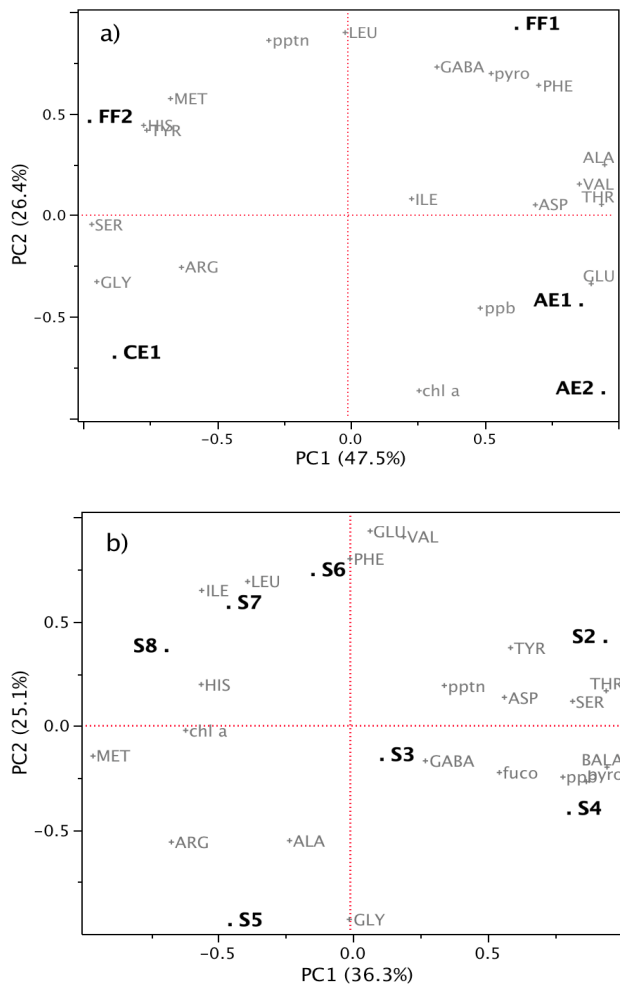 a)
FF1
LEU
pptn
GABA
pyro
PHE
MET
0.5
FF2
HIS
TYR
ALA
VAL
THR
ILE
ASP
0.0
SER
ARG
GLY
GLU
AE1
ppb
−0.5
CE1
chl a
AE2
PC2 (26.4%)
−0.5 0.0 0.5
PC1 (47.5%)
b)
GLU
VAL
PHE
S6
LEU
ILE
S7
0.5
S2
S8
TYR
HIS
pptn
THR
ASP
SER
0.0
chl a
MET
S3
GABA
BALA
fuco
ppb
pyro
S4
−0.5
ARG
ALA
S5
GLY
PC2 (25.1%)
−0.5 0.0 0.5
PC1 (36.3%)